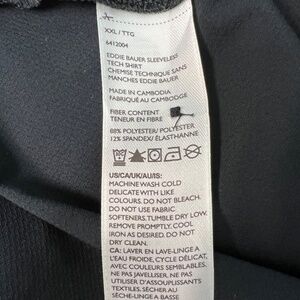 XXL / TTG
6412004
EDDIE BAUER SLEEVELESS
TECH SHIRT
CHEMISE TECHNIQUE SANS
MANCHES EDDIE BAUER
MADE IN CAMBODIA
FABRIQUÉ AU CAMBODGE
FIBER CONTENT
TENEUR EN FIBRE
88% POLYESTER/ POLYESTER
12% SPANDEX/ ÉLASTHANNE
US/CA/UK/AU/IS:
MACHINE WASH COLD
DELICATE WITH LIKE
COLOURS. DO NOT BLEACH.
DO NOT USE FABRIC
SOFTENERS. TUMBLE DRY LOW.
REMOVE PROMPTLY. COOL
IRON AS DESIRED. DO NOT
DRY CLEAN.
CA: LAVER EN LAVE-LINGE A
L'EAU FROIDE, CYCLE DÉLICAT,
AVEC COULEURS SEMBLABLES.
NE PAS JAVELLISER. NE PAS
UTILISER D'ASSOUPLISSANTS
TEXTILES. SÉCHER AU
SÈCHE-LINGE A BASSE